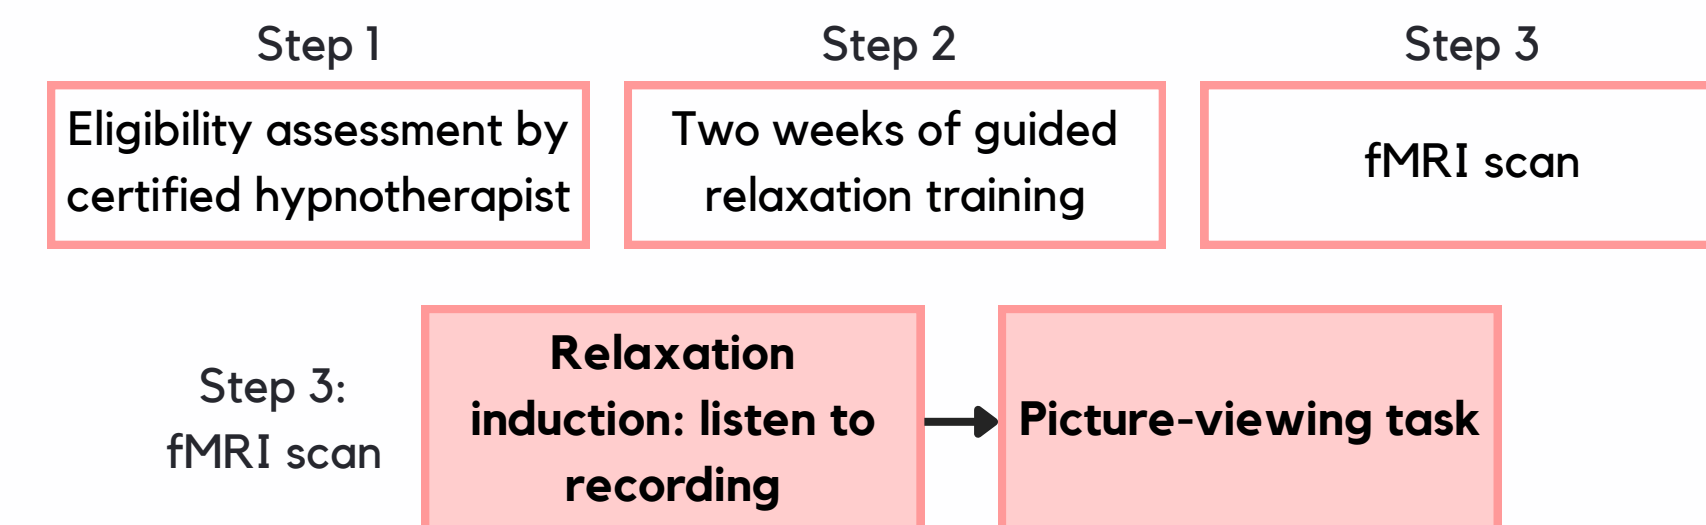 Step 1
Step 2
Step 3
Eligibility assessment by
certified hypnotherapist
Two weeks of guided
relaxation training
fMRI scan
Step 3:
fMRI scan
Relaxation
induction: listen to
recording
Picture-viewing task